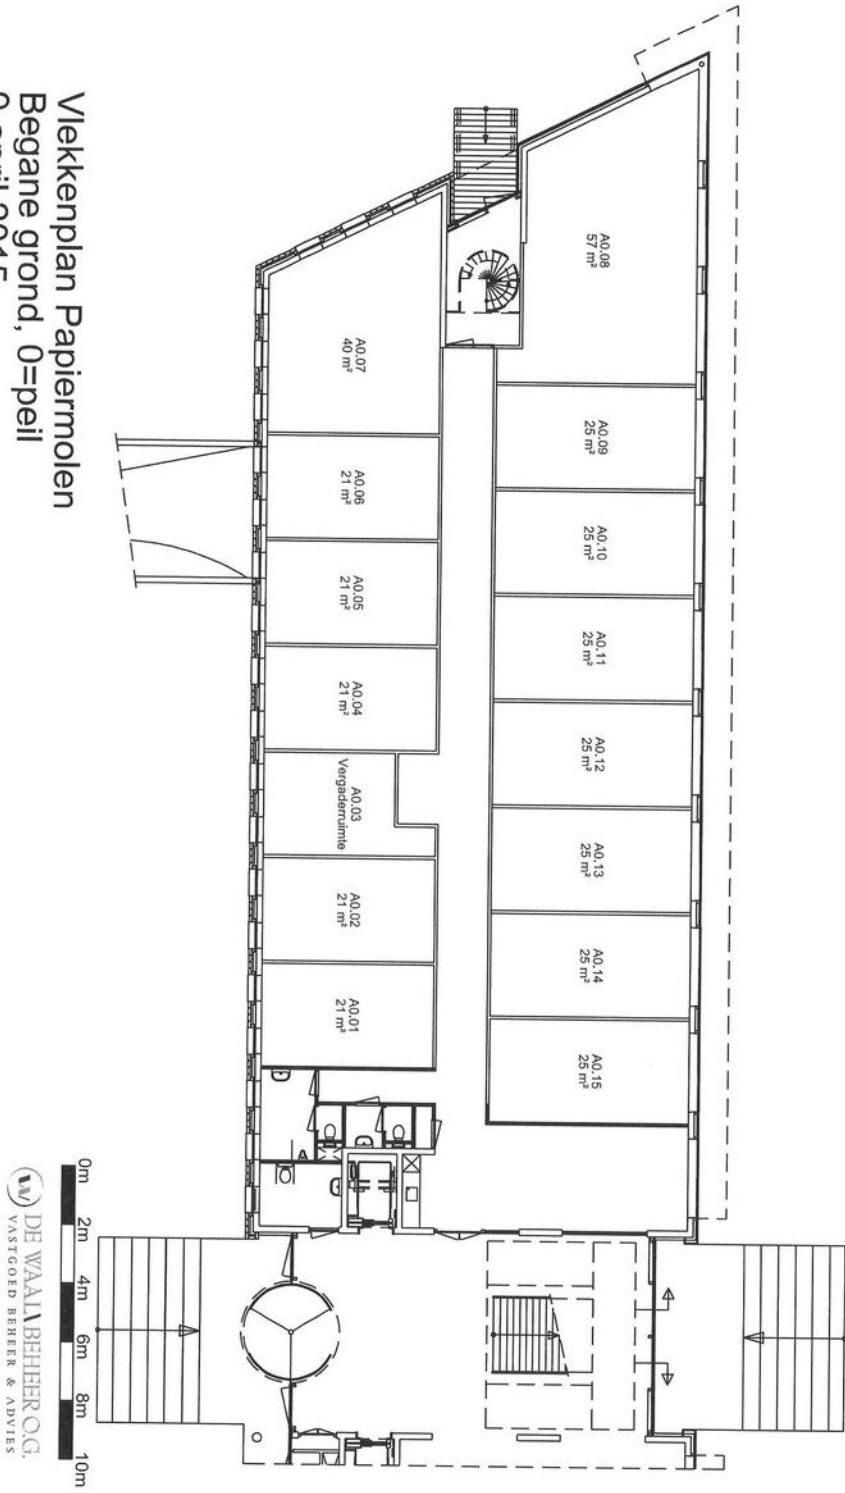 Vlekkenplan Papiermolen
Begane grond, 0=peil
april 2015
A0.08
57 m²
A0.09
25 m²
A0.10
25 m²
A0.11
25 m²
A0.12
25 m²
A0.13
25 m²
A0.14
25 m²
A0.15
25 m²
A0.07
40 m²
A0.06
21 m²
A0.05
21 m²
A0.04
21 m²
A0.03
Vergaderruimte
A0.02
21 m²
A0.01
21 m²
0m 2m 4m 6m 8m 10m
DE WAAL BEHEER O.G.
VASTGOED BEHEER & ADVIES